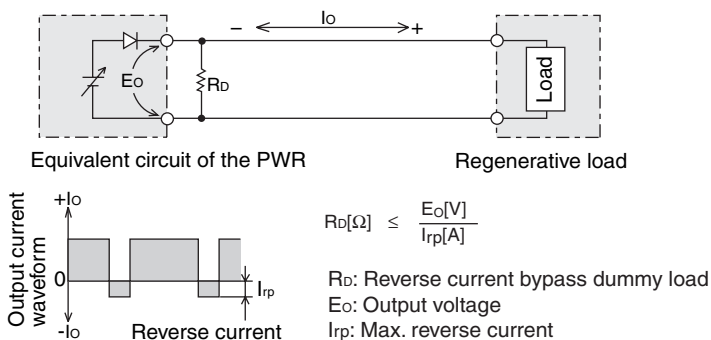 − Io +
Eo
RD
Load
Equivalent circuit of the PWR
Regenerative load
+Io
Output current
waveform
0
-Io
Irp
Reverse current
RD[Ω] ≤ Eo[V]
Irp[A]
RD: Reverse current bypass dummy load
Eo: Output voltage
Irp: Max. reverse current